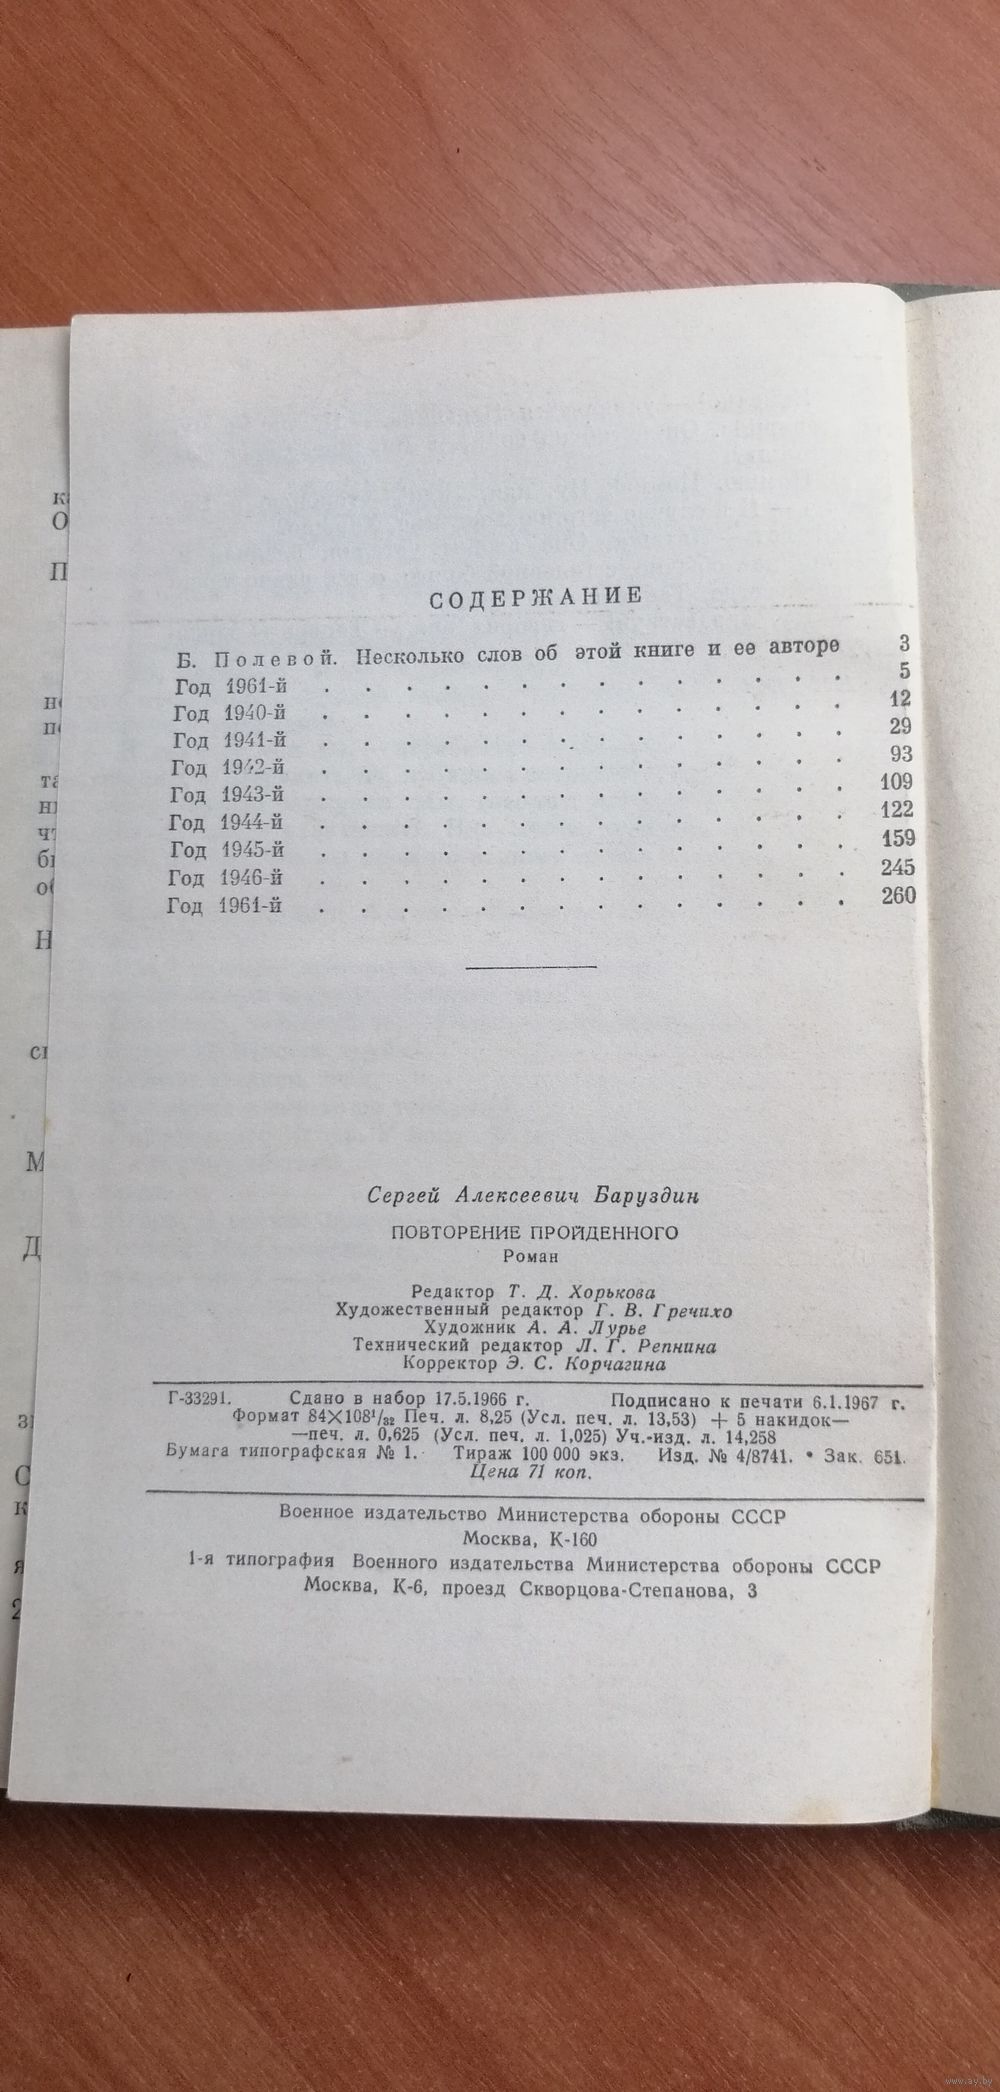 СОДЕРЖАНИЕ
Б. Полевой. Несколько слов об этой книге и ее авторе 3
Год 1961-й . . . . . . . . . . . . . . 5
Год 1940-й . . . . . . . . . . . . . . 12
Год 1941-й . . . . . . . . . . . . . . 29
Год 1942-й . . . . . . . . . . . . . . 93
Год 1943-й . . . . . . . . . . . . . . 109
Год 1944-й . . . . . . . . . . . . . . 122
Год 1945-й . . . . . . . . . . . . . . 159
Год 1946-й . . . . . . . . . . . . . . 245
Год 1961-й . . . . . . . . . . . . . . 260
Сергей Алексеевич Баруздин
ПОВТОРЕНИЕ ПРОЙДЕННОГО
Роман
Редактор Т. Д. Хорькова
Художественный редактор Г. В. Гречихо
Художник А. А. Лурье
Технический редактор Л. Г. Репнина
Корректор Э. С. Корчагина
Г-33291. Сдано в набор 17.5.1966 г. Подписано к печати 6.1.1967 г.
Формат 84×108¹/₃₂ Печ. л. 8,25 (Усл. печ. л. 13,53) + 5 накидок—
—печ. л. 0,625 (Усл. печ. л. 1,025) Уч.-изд. л. 14,258
Бумага типографская № 1. Тираж 100 000 экз. Изд. № 4/8741. • Зак. 651.
Цена 71 коп.
Военное издательство Министерства обороны СССР
Москва, К-160
1-я типография Военного издательства Министерства обороны СССР
Москва, К-6, проезд Скворцова-Степанова, 3
www.ay.by